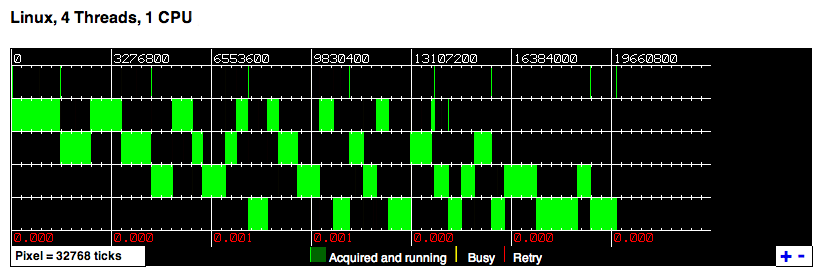 Linux, 4 Threads, 1 CPU
0 3276800 6553600 9830400 13107200 16384000 19660800
0.000 0.000 0.001 0.001 0.000 0.000 0.000
Pixel = 32768 ticks Acquired and running Busy Retry + -